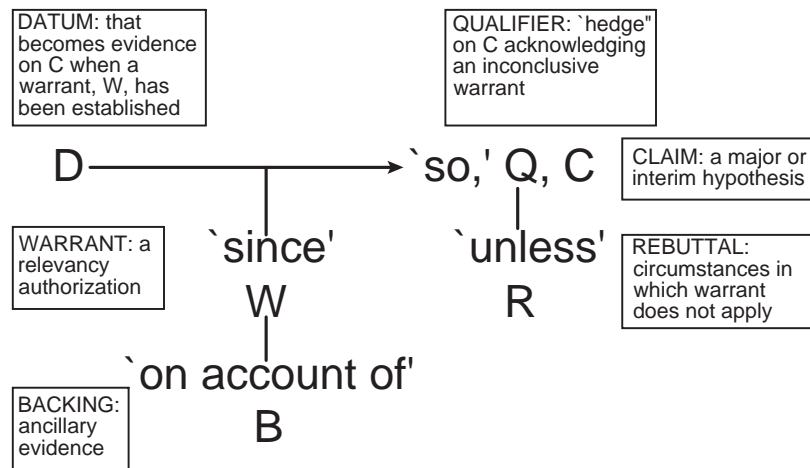 DATUM: that
becomes evidence
on C when a
warrant, W, has
been established
QUALIFIER: `hedge"
on C acknowledging
an inconclusive
warrant
D
`so,' Q, C
CLAIM: a major or
interim hypothesis
WARRANT: a
relevancy
authorization
`since'
W
`unless'
R
REBUTTAL:
circumstances in
which warrant
does not apply
`on account of'
B
BACKING:
ancillary
evidence